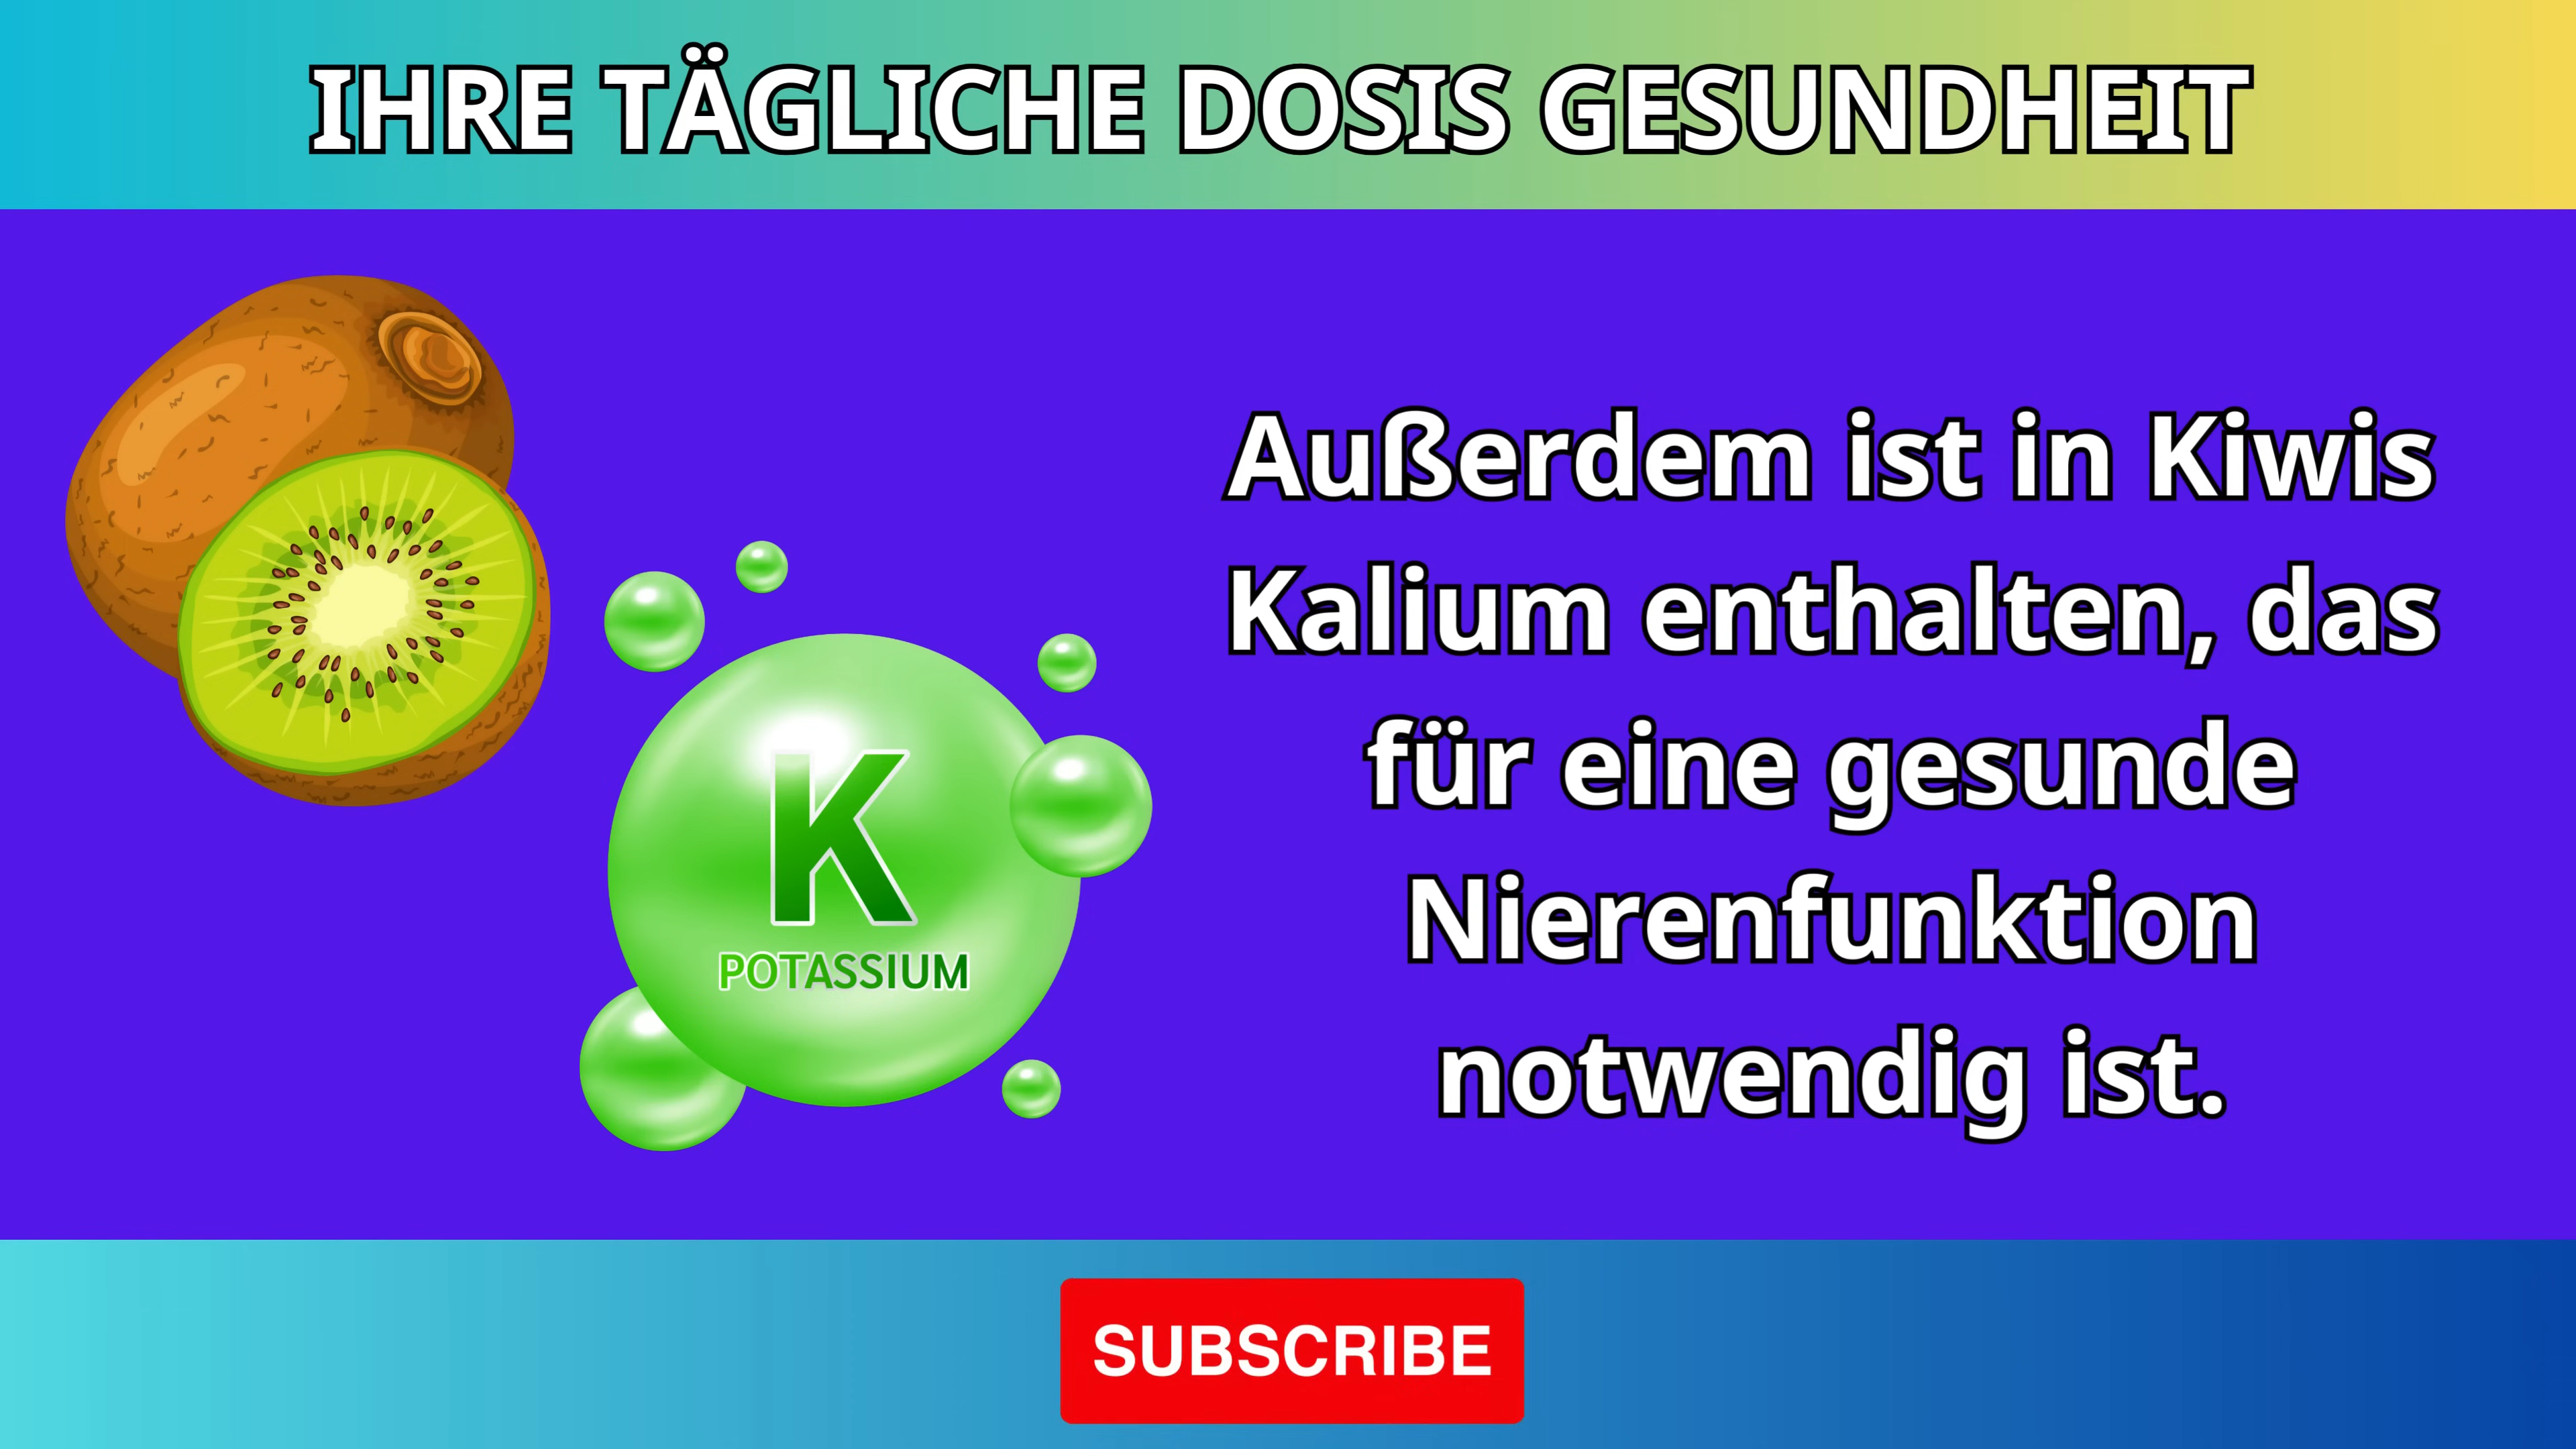 IHRE TÄGLICHE DOSIS GESUNDHEIT
Außerdem ist in Kiwis
Kalium enthalten, das
für eine gesunde
Nierenfunktion
notwendig ist.
K
POTASSIUM
SUBSCRIBE